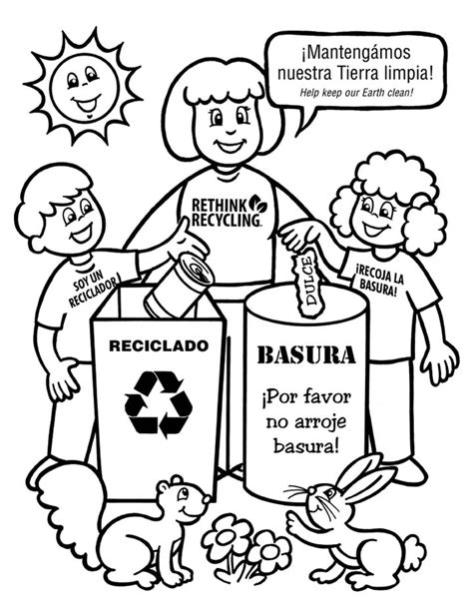 ¡Mantengámos
nuestra Tierra limpia!
Help keep our Earth clean!
RETHINK
RECYCLING
SOY UN
RECICLADOR!
DULCE
¡RECOJA LA
BASURA!
RECICLADO
BASURA
¡Por favor
no arroje
basura!